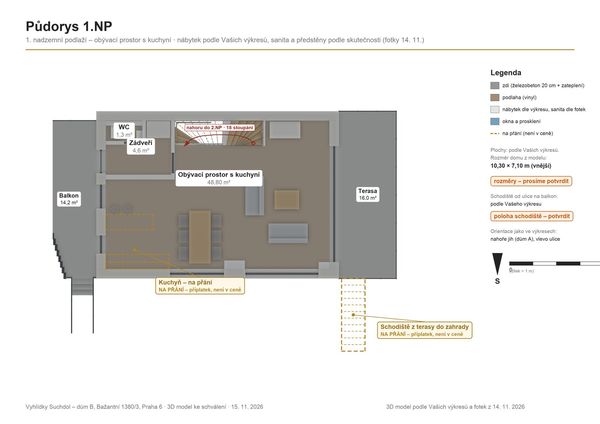 Půdorys 1.NP
1. nadzemní podlaží – obývací prostor s kuchyní · nábytek podle Vašich výkresů, sanita a předstěny podle skutečnosti (fotky 14. 11.)
Legenda
zdi (železobeton 20 cm + zateplení)
podlaha (vinyl)
nábytek dle výkresu, sanita dle fotek
okna a prosklení
na přání (není v ceně)
Plochy: podle Vašich výkresů.
Rozměr domu z modelu:
10,30 × 7,10 m (vnější)
rozměry – prosíme potvrdit
Schodiště od ulice na balkon:
podle Vašeho výkresu
poloha schodiště – potvrdit
Orientace jako ve výkresech:
nahoře jih (dům A), vlevo ulice
S
WC
1,3 m²
Zádveří
4,6 m²
nahoru do 2.NP · 18 stoupání
Obývací prostor s kuchyní
48,80 m²
Balkon
14,2 m²
Terasa
16,0 m²
Kuchyň – na přání
NA PŘÁNÍ – příplatek, není v ceně
Schodiště z terasy do zahrady
NA PŘÁNÍ – příplatek, není v ceně
Vyhlídky Suchdol – dům B, Bažantní 1380/3, Praha 6 · 3D model ke schválení · 15. 11. 2026
3D model podle Vašich výkresů a fotek z 14. 11. 2026